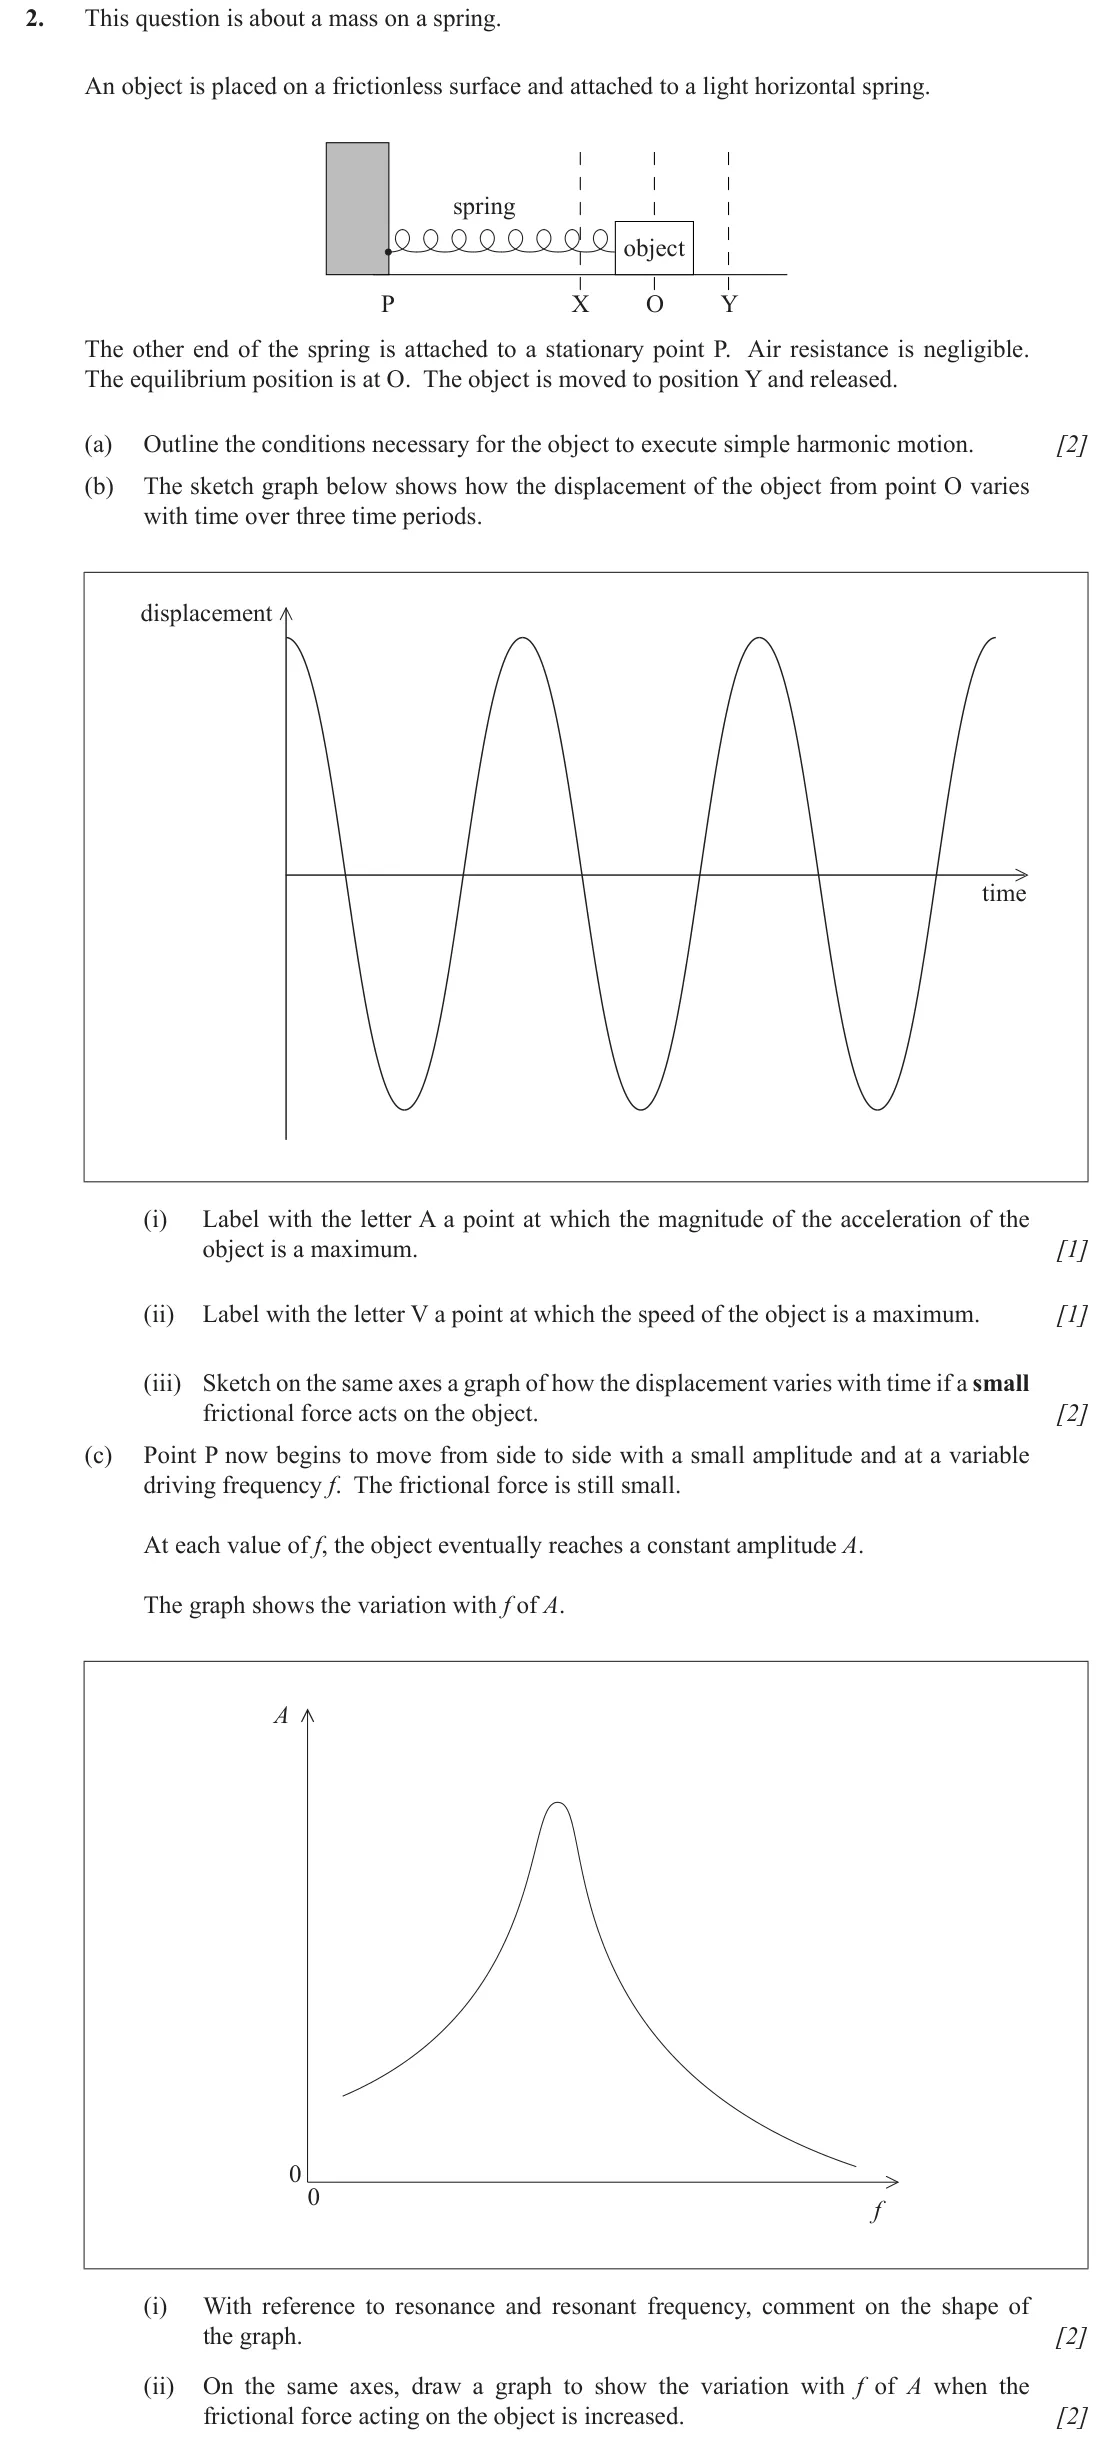 2. This question is about a mass on a spring.
An object is placed on a frictionless surface and attached to a light horizontal spring.
spring
object
P X O Y
The other end of the spring is attached to a stationary point P. Air resistance is negligible.
The equilibrium position is at O. The object is moved to position Y and released.
(a) Outline the conditions necessary for the object to execute simple harmonic motion. [2]
(b) The sketch graph below shows how the displacement of the object from point O varies
with time over three time periods.
displacement
time
(i) Label with the letter A a point at which the magnitude of the acceleration of the
object is a maximum. [1]
(ii) Label with the letter V a point at which the speed of the object is a maximum. [1]
(iii) Sketch on the same axes a graph of how the displacement varies with time if a small
frictional force acts on the object. [2]
(c) Point P now begins to move from side to side with a small amplitude and at a variable
driving frequency f. The frictional force is still small.
At each value of f, the object eventually reaches a constant amplitude A.
The graph shows the variation with f of A.
A
0
0
f
(i) With reference to resonance and resonant frequency, comment on the shape of
the graph. [2]
(ii) On the same axes, draw a graph to show the variation with f of A when the
frictional force acting on the object is increased. [2]